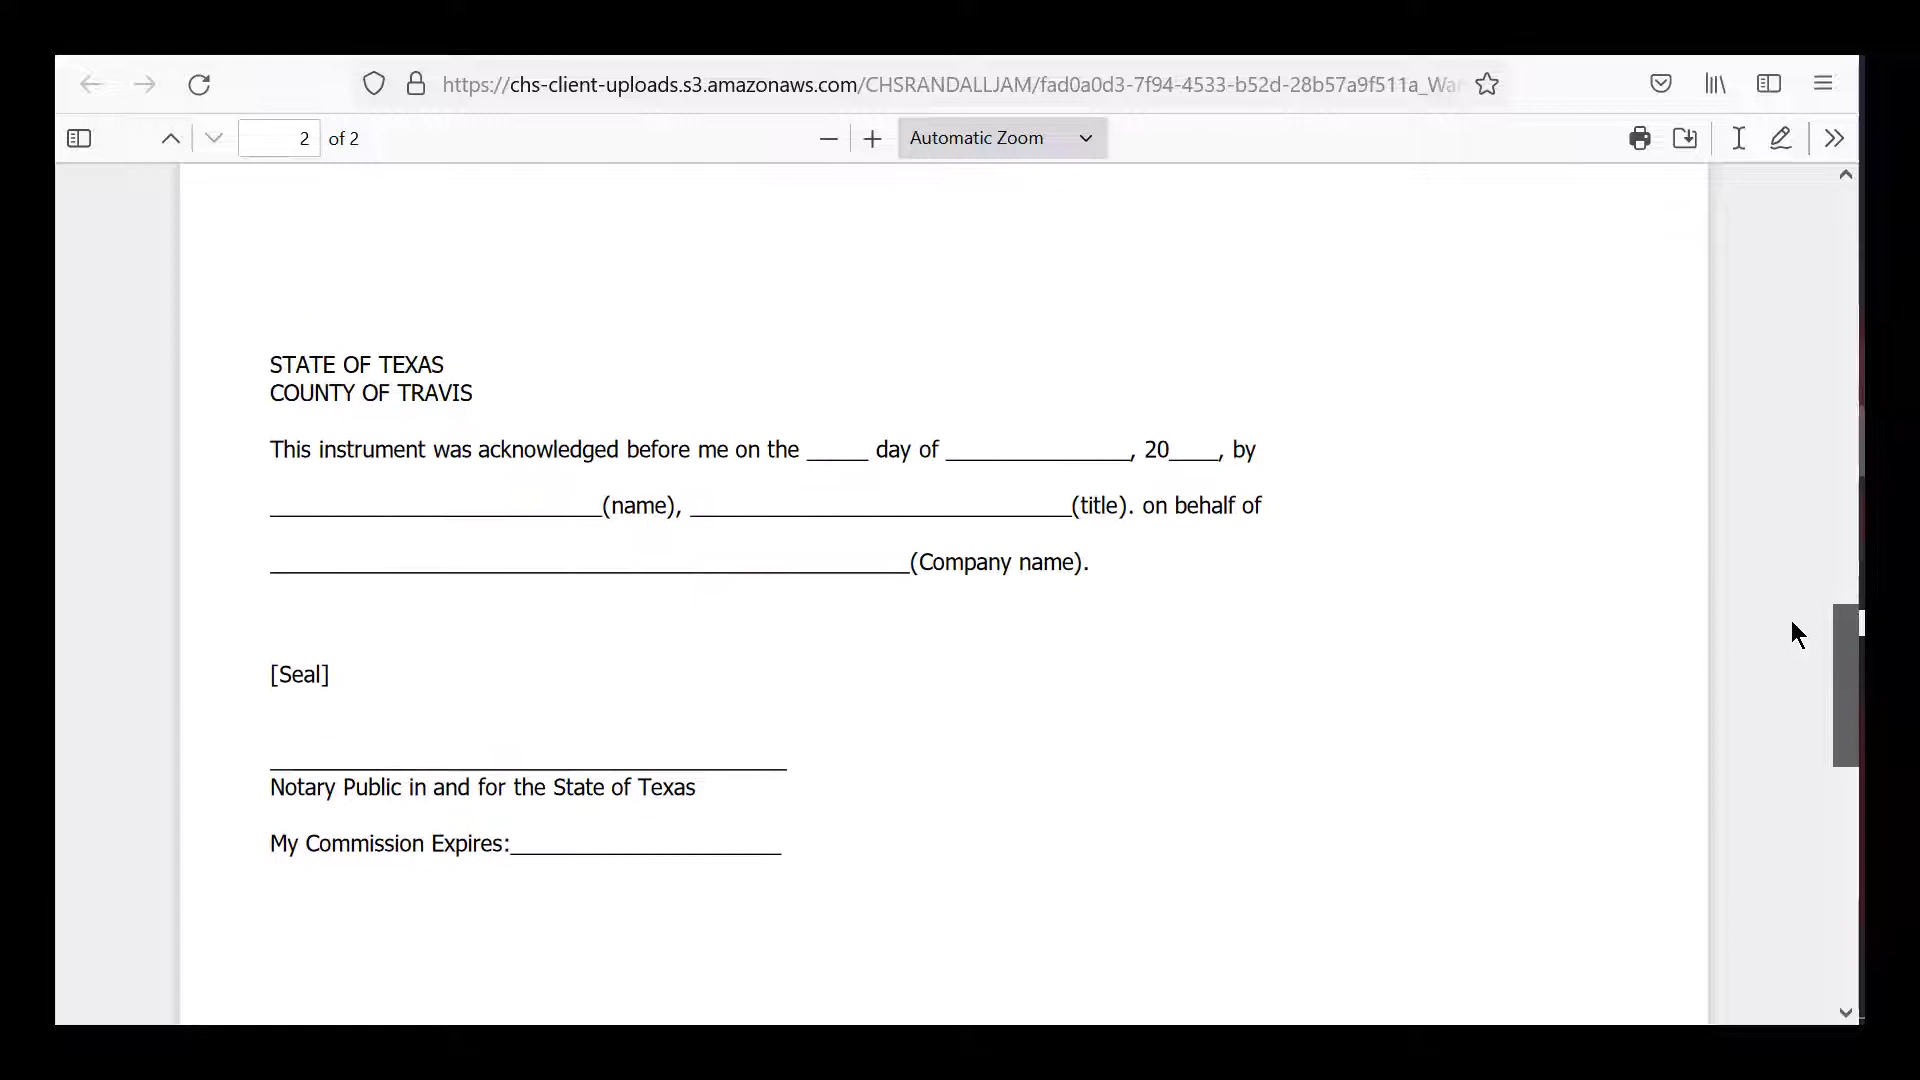 https://chs-client-uploads.s3.amazonaws.com/CHSRANDALLJAM/fad0a0d3-7f94-4533-b52d-28b57a9f511a_Wa
2 of 2
Automatic Zoom
STATE OF TEXAS
COUNTY OF TRAVIS
This instrument was acknowledged before me on the _____ day of _______________, 20____, by
___________________________(name), _______________________________(title). on behalf of
____________________________________________________(Company name).
[Seal]
__________________________________________
Notary Public in and for the State of Texas
My Commission Expires:______________________